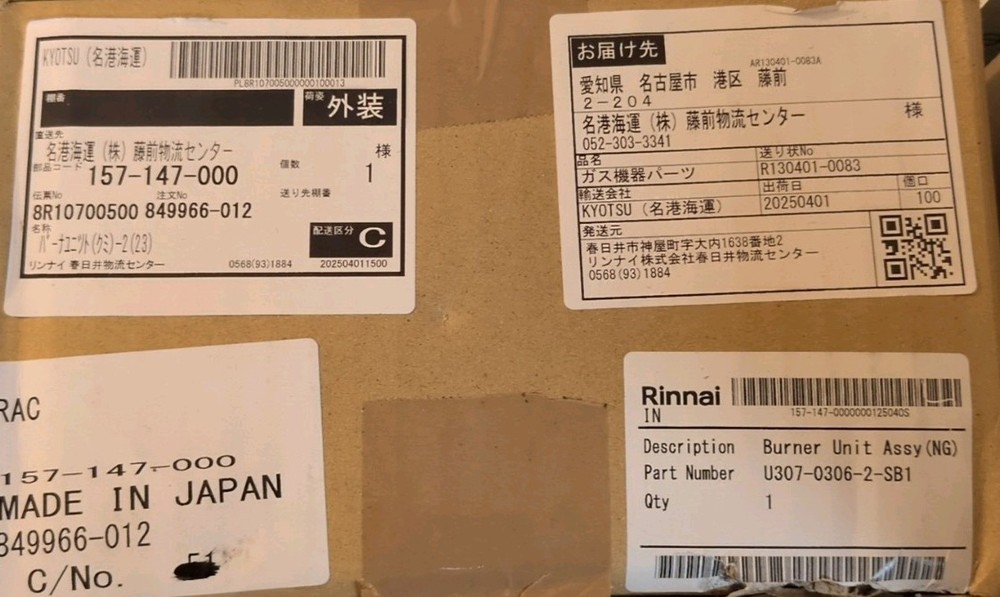 KYOTSU (名港海運)
PL8R1070050000000100013
棚番
荷姿
外装
直送先
名港海運(株)藤前物流センター
様
部品コード
157-147-000
個数
1
伝票No
注文No
送り先棚番
8R10700500 849966-012
名称
バーナユニット(クミ)-2(23)
配送区分
C
リンナイ 春日井物流センター
0568(93)1884
202504011500
お届け先
AR130401-0083A
愛知県 名古屋市 港区 藤前
2-204
名港海運(株)藤前物流センター
様
052-303-3341
品名
送り状No
ガス機器パーツ
R130401-0083
輸送会社
出荷日
個口
KYOTSU (名港海運)
20250401
100
発送元
春日井市神屋町字大内1638番地2
リンナイ株式会社春日井物流センター
0568(93)1884
RAC
157-147-000
MADE IN JAPAN
849966-012
C/No.
Rinnai
IN
157-147-0000000125040S
Description Burner Unit Assy(NG)
Part Number U307-0306-2-SB1
Qty 1